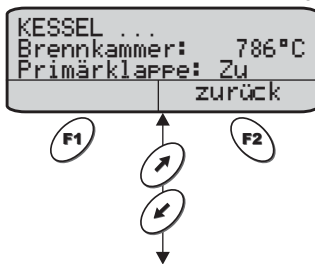 KESSEL ...
Brennkammer: 786°C
Primärklappe: Zu
zurück
F1 F2